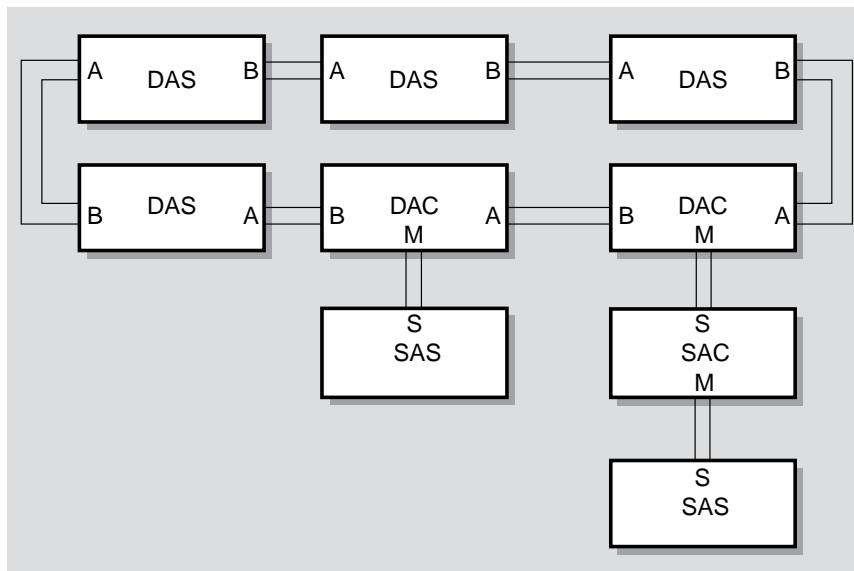 A DAS B A DAS B A DAS B
B DAS A B DAC A B DAC A
M M
S S
SAS SAC
M
S
SAS